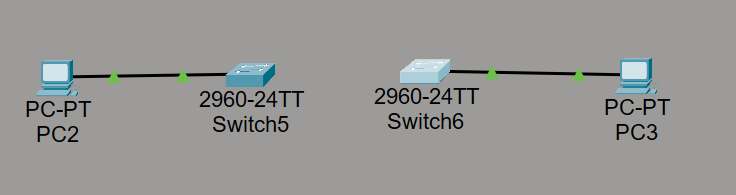 PC-PT
PC2
2960-24TT
Switch5
2960-24TT
Switch6
PC-PT
PC3